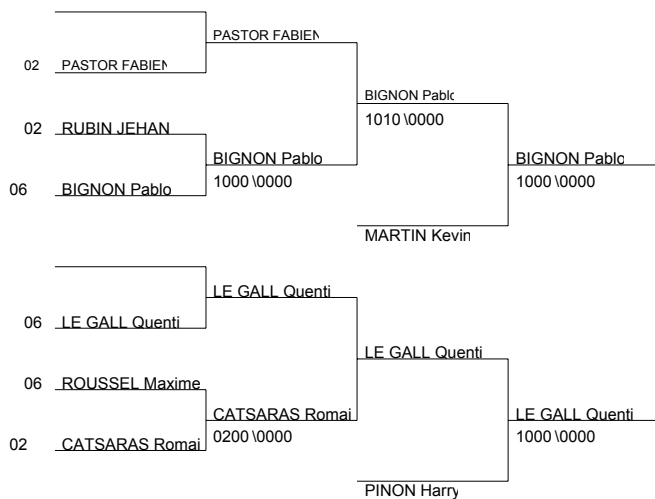 PASTOR FABIEN
02 PASTOR FABIEN
BIGNON Pablo
1010 \0000
02 RUBIN JEHAN
BIGNON Pablo
1000 \0000
BIGNON Pablo
1000 \0000
06 BIGNON Pablo
MARTIN Kevin
LE GALL Quenti
06 LE GALL Quenti
LE GALL Quenti
06 ROUSSEL Maxime
CATSARAS Romai
0200 \0000
LE GALL Quenti
1000 \0000
02 CATSARAS Romai
PINON Harry